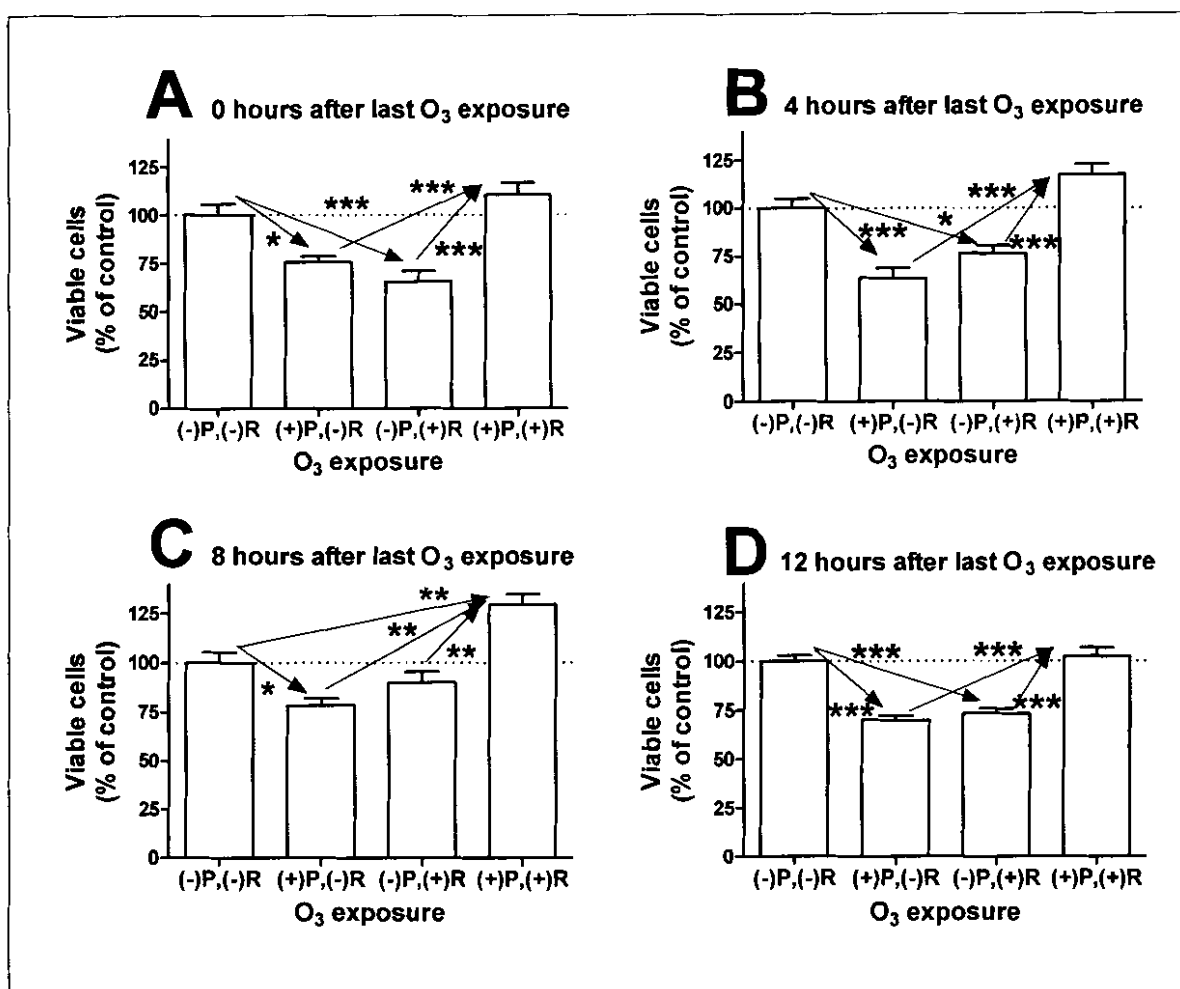 A 0 hours after last O₃ exposure
Viable cells
(% of control)
125
100
75
50
25
0
*
***
***
***
(-)P,(-)R (+)P,(-)R (-)P,(+)R (+)P,(+)R
O₃ exposure
B 4 hours after last O₃ exposure
Viable cells
(% of control)
125
100
75
50
25
0
***
*
***
***
(-)P,(-)R (+)P,(-)R (-)P,(+)R (+)P,(+)R
O₃ exposure
C 8 hours after last O₃ exposure
Viable cells
(% of control)
125
100
75
50
25
0
*
**
**
**
(-)P,(-)R (+)P,(-)R (-)P,(+)R (+)P,(+)R
O₃ exposure
D 12 hours after last O₃ exposure
Viable cells
(% of control)
125
100
75
50
25
0
***
***
***
***
(-)P,(-)R (+)P,(-)R (-)P,(+)R (+)P,(+)R
O₃ exposure